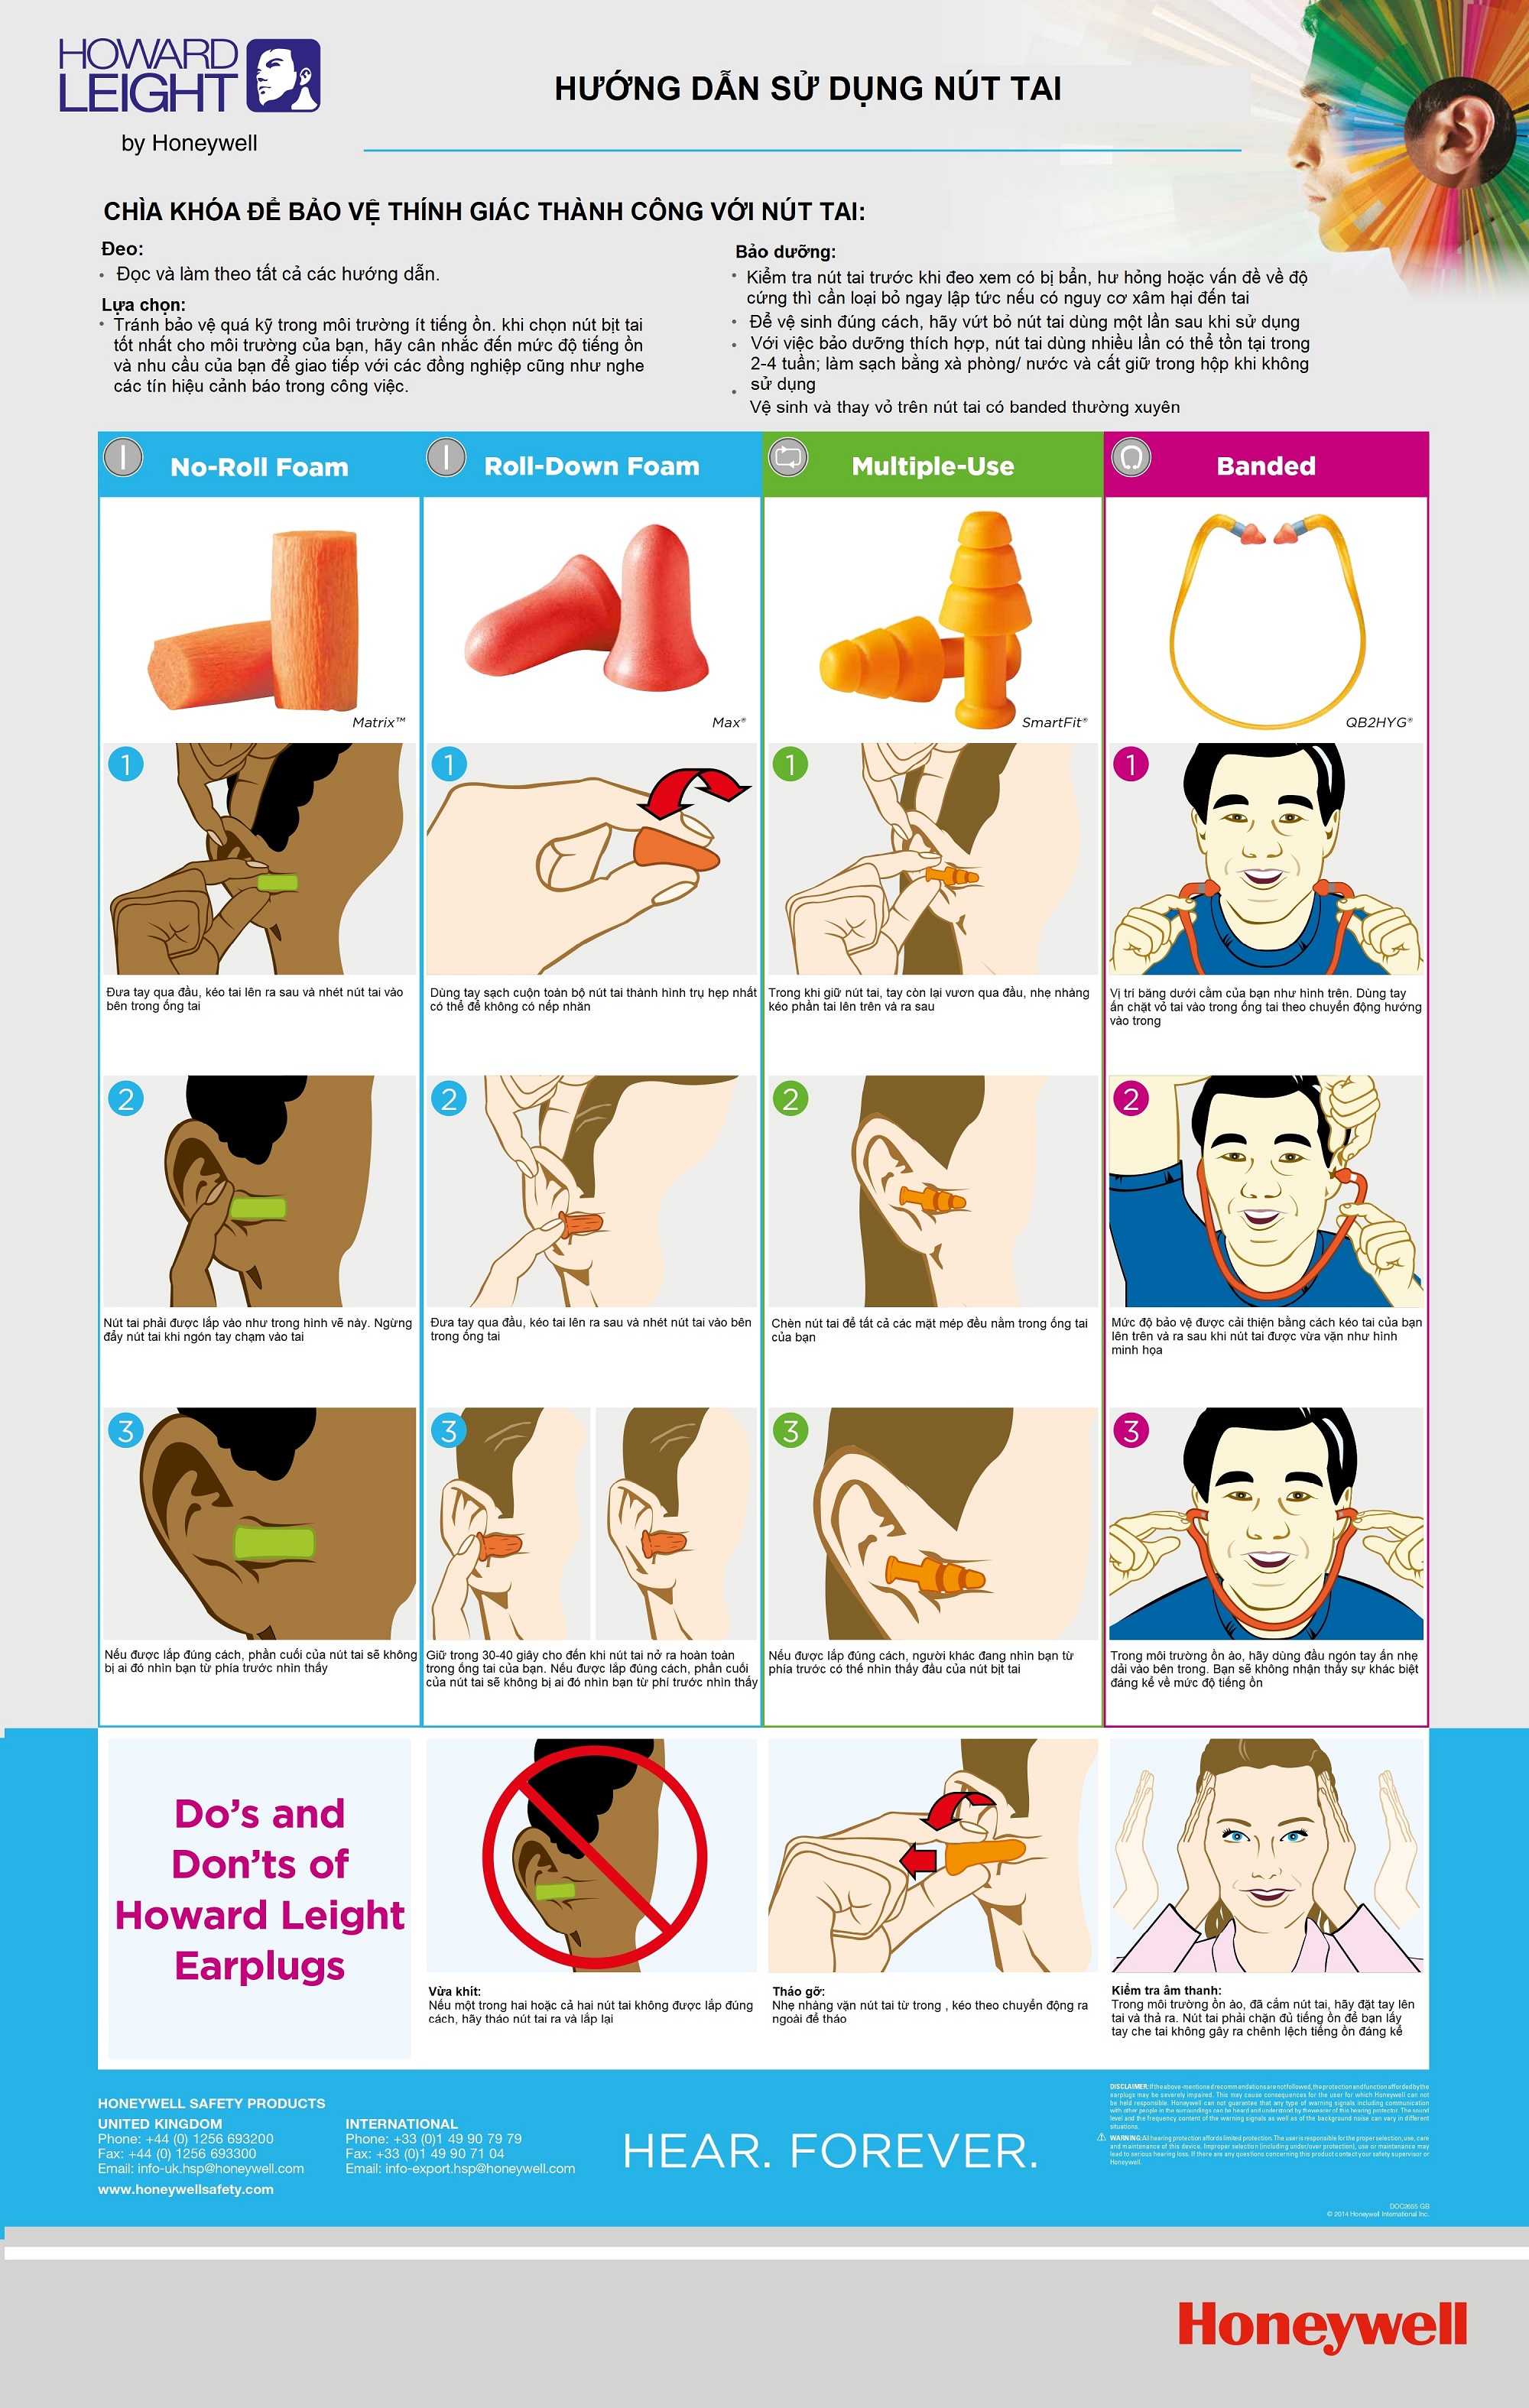 HOWARD
LEIGHT
by Honeywell
HƯỚNG DẪN SỬ DỤNG NÚT TAI
CHÌA KHÓA ĐỂ BẢO VỆ THÍNH GIÁC THÀNH CÔNG VỚI NÚT TAI:
Đeo:
• Đọc và làm theo tất cả các hướng dẫn.
Lựa chọn:
• Tránh bảo vệ quá kỹ trong môi trường ít tiếng ồn. khi chọn nút bịt tai
tốt nhất cho môi trường của bạn, hãy cân nhắc đến mức độ tiếng ồn
và nhu cầu của bạn để giao tiếp với các đồng nghiệp cũng như nghe
các tín hiệu cảnh báo trong công việc.
Bảo dưỡng:
• Kiểm tra nút tai trước khi đeo xem có bị bẩn, hư hỏng hoặc vấn đề về độ
cứng thì cần loại bỏ ngay lập tức nếu có nguy cơ xâm hại đến tai
• Để vệ sinh đúng cách, hãy vứt bỏ nút tai dùng một lần sau khi sử dụng
• Với việc bảo dưỡng thích hợp, nút tai dùng nhiều lần có thể tồn tại trong
2-4 tuần; làm sạch bằng xà phòng/ nước và cất giữ trong hộp khi không
sử dụng
• Vệ sinh và thay vỏ trên nút tai có banded thường xuyên
No-Roll Foam
Roll-Down Foam
Multiple-Use
Banded
Matrix™
Max®
SmartFit®
QB2HYG®
1
1
1
1
Đưa tay qua đầu, kéo tai lên ra sau và nhét nút tai vào
bên trong ống tai
Dùng tay sạch cuộn toàn bộ nút tai thành hình trụ hẹp nhất
có thể để không có nếp nhăn
Trong khi giữ nút tai, tay còn lại vươn qua đầu, nhẹ nhàng
kéo phần tai lên trên và ra sau
Vị trí băng dưới cằm của bạn như hình trên. Dùng tay
ấn chặt vỏ tai vào trong ống tai theo chuyển động hướng
vào trong
2
2
2
2
Nút tai phải được lắp vào như trong hình vẽ này. Ngừng
đẩy nút tai khi ngón tay chạm vào tai
Đưa tay qua đầu, kéo tai lên ra sau và nhét nút tai vào bên
trong ống tai
Chèn nút tai để tất cả các mặt mép đều nằm trong ống tai
của bạn
Mức độ bảo vệ được cải thiện bằng cách kéo tai của bạn
lên trên và ra sau khi nút tai được vừa vặn như hình
minh họa
3
3
3
3
Nếu được lắp đúng cách, phần cuối của nút tai sẽ không
bị ai đó nhìn bạn từ phía trước nhìn thấy
Giữ trong 30-40 giây cho đến khi nút tai nở ra hoàn toàn
trong ống tai của bạn. Nếu được lắp đúng cách, phần cuối
của nút tai sẽ không bị ai đó nhìn bạn từ phí trước nhìn thấy
Nếu được lắp đúng cách, người khác đang nhìn bạn từ
phía trước có thể nhìn thấy đầu của nút bịt tai
Trong môi trường ồn ào, hãy dùng đầu ngón tay ấn nhẹ
dải vào bên trong. Bạn sẽ không nhận thấy sự khác biệt
đáng kể về mức độ tiếng ồn
Do's and
Don'ts of
Howard Leight
Earplugs
Vừa khít:
Nếu một trong hai hoặc cả hai nút tai không được lắp đúng
cách, hãy tháo nút tai ra và lắp lại
Tháo gỡ:
Nhẹ nhàng vặn nút tai từ trong , kéo theo chuyển động ra
ngoài để tháo
Kiểm tra âm thanh:
Trong môi trường ồn ào, đã cắm nút tai, hãy đặt tay lên
tai và thả ra. Nút tai phải chặn đủ tiếng ồn để bạn lấy
tay che tai không gây ra chênh lệch tiếng ồn đáng kể
HONEYWELL SAFETY PRODUCTS
UNITED KINGDOM
Phone: +44 (0) 1256 693200
Fax: +44 (0) 1256 693300
Email: info-uk.hsp@honeywell.com
www.honeywellsafety.com
INTERNATIONAL
Phone: +33 (0)1 49 90 79 79
Fax: +33 (0)1 49 90 71 04
Email: info-export.hsp@honeywell.com
HEAR. FOREVER.
DISCLAIMER: If the above-mentioned recommendations are not followed, the protection and function afforded by the
earplugs may be severely impaired. This may cause consequences for the user for which Honeywell can not
be held responsible. Honeywell can not guarantee that any type of warning signals including communication
with other people in the surroundings can be heard and understood by the wearer of this hearing protector. The sound
level and the frequency content of the warning signals as well as of the background noise can vary in different
situations.
WARNING: All hearing protection affords limited protection. The user is responsible for the proper selection, use, care
and maintenance of this device. Improper selection (including under/over protection), use or maintenance may
lead to serious hearing loss. If there are any questions concerning this product contact your safety supervisor or
Honeywell.
DOC2655 GB
© 2014 Honeywell International Inc.
Honeywell